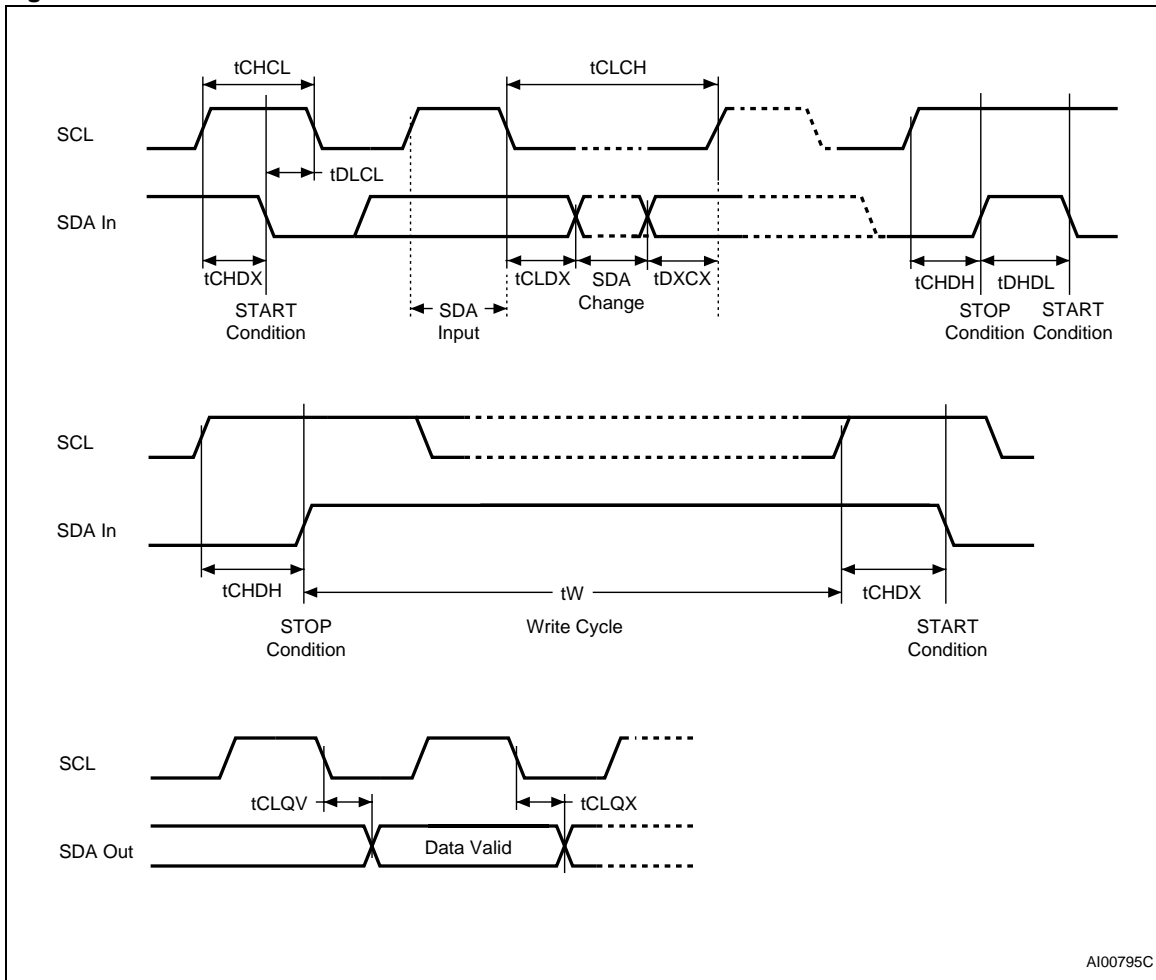 tCHCL
tCLCH
SCL
tDLCL
SDA In
tCHDX
tCLDX
SDA
Change
tDXCX
tCHDH
tDHDL
START
Condition
SDA
Input
STOP
Condition
START
Condition
SCL
SDA In
tCHDH
tW
tCHDX
STOP
Condition
Write Cycle
START
Condition
SCL
tCLQV
tCLQX
SDA Out
Data Valid
AI00795C